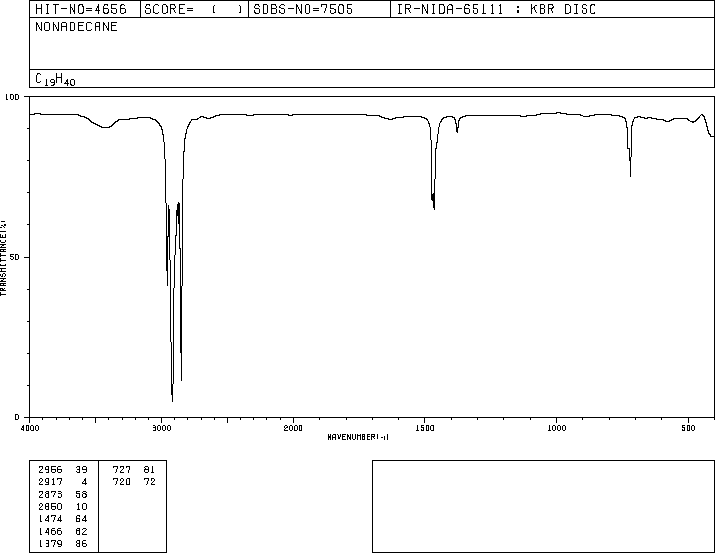 HIT-NO=4656 SCORE= ( ) SDBS-NO=7505 IR-NIDA-65111 : KBR DISC
NONADECANE
C19H40
100
50
0
TRANSMITTANCE(%)
4000 3000 2000 1500 1000 500
WAVENUMBER(-1)
2956 39 727 81
2917 4 720 72
2873 58
2850 10
1474 64
1466 62
1379 86